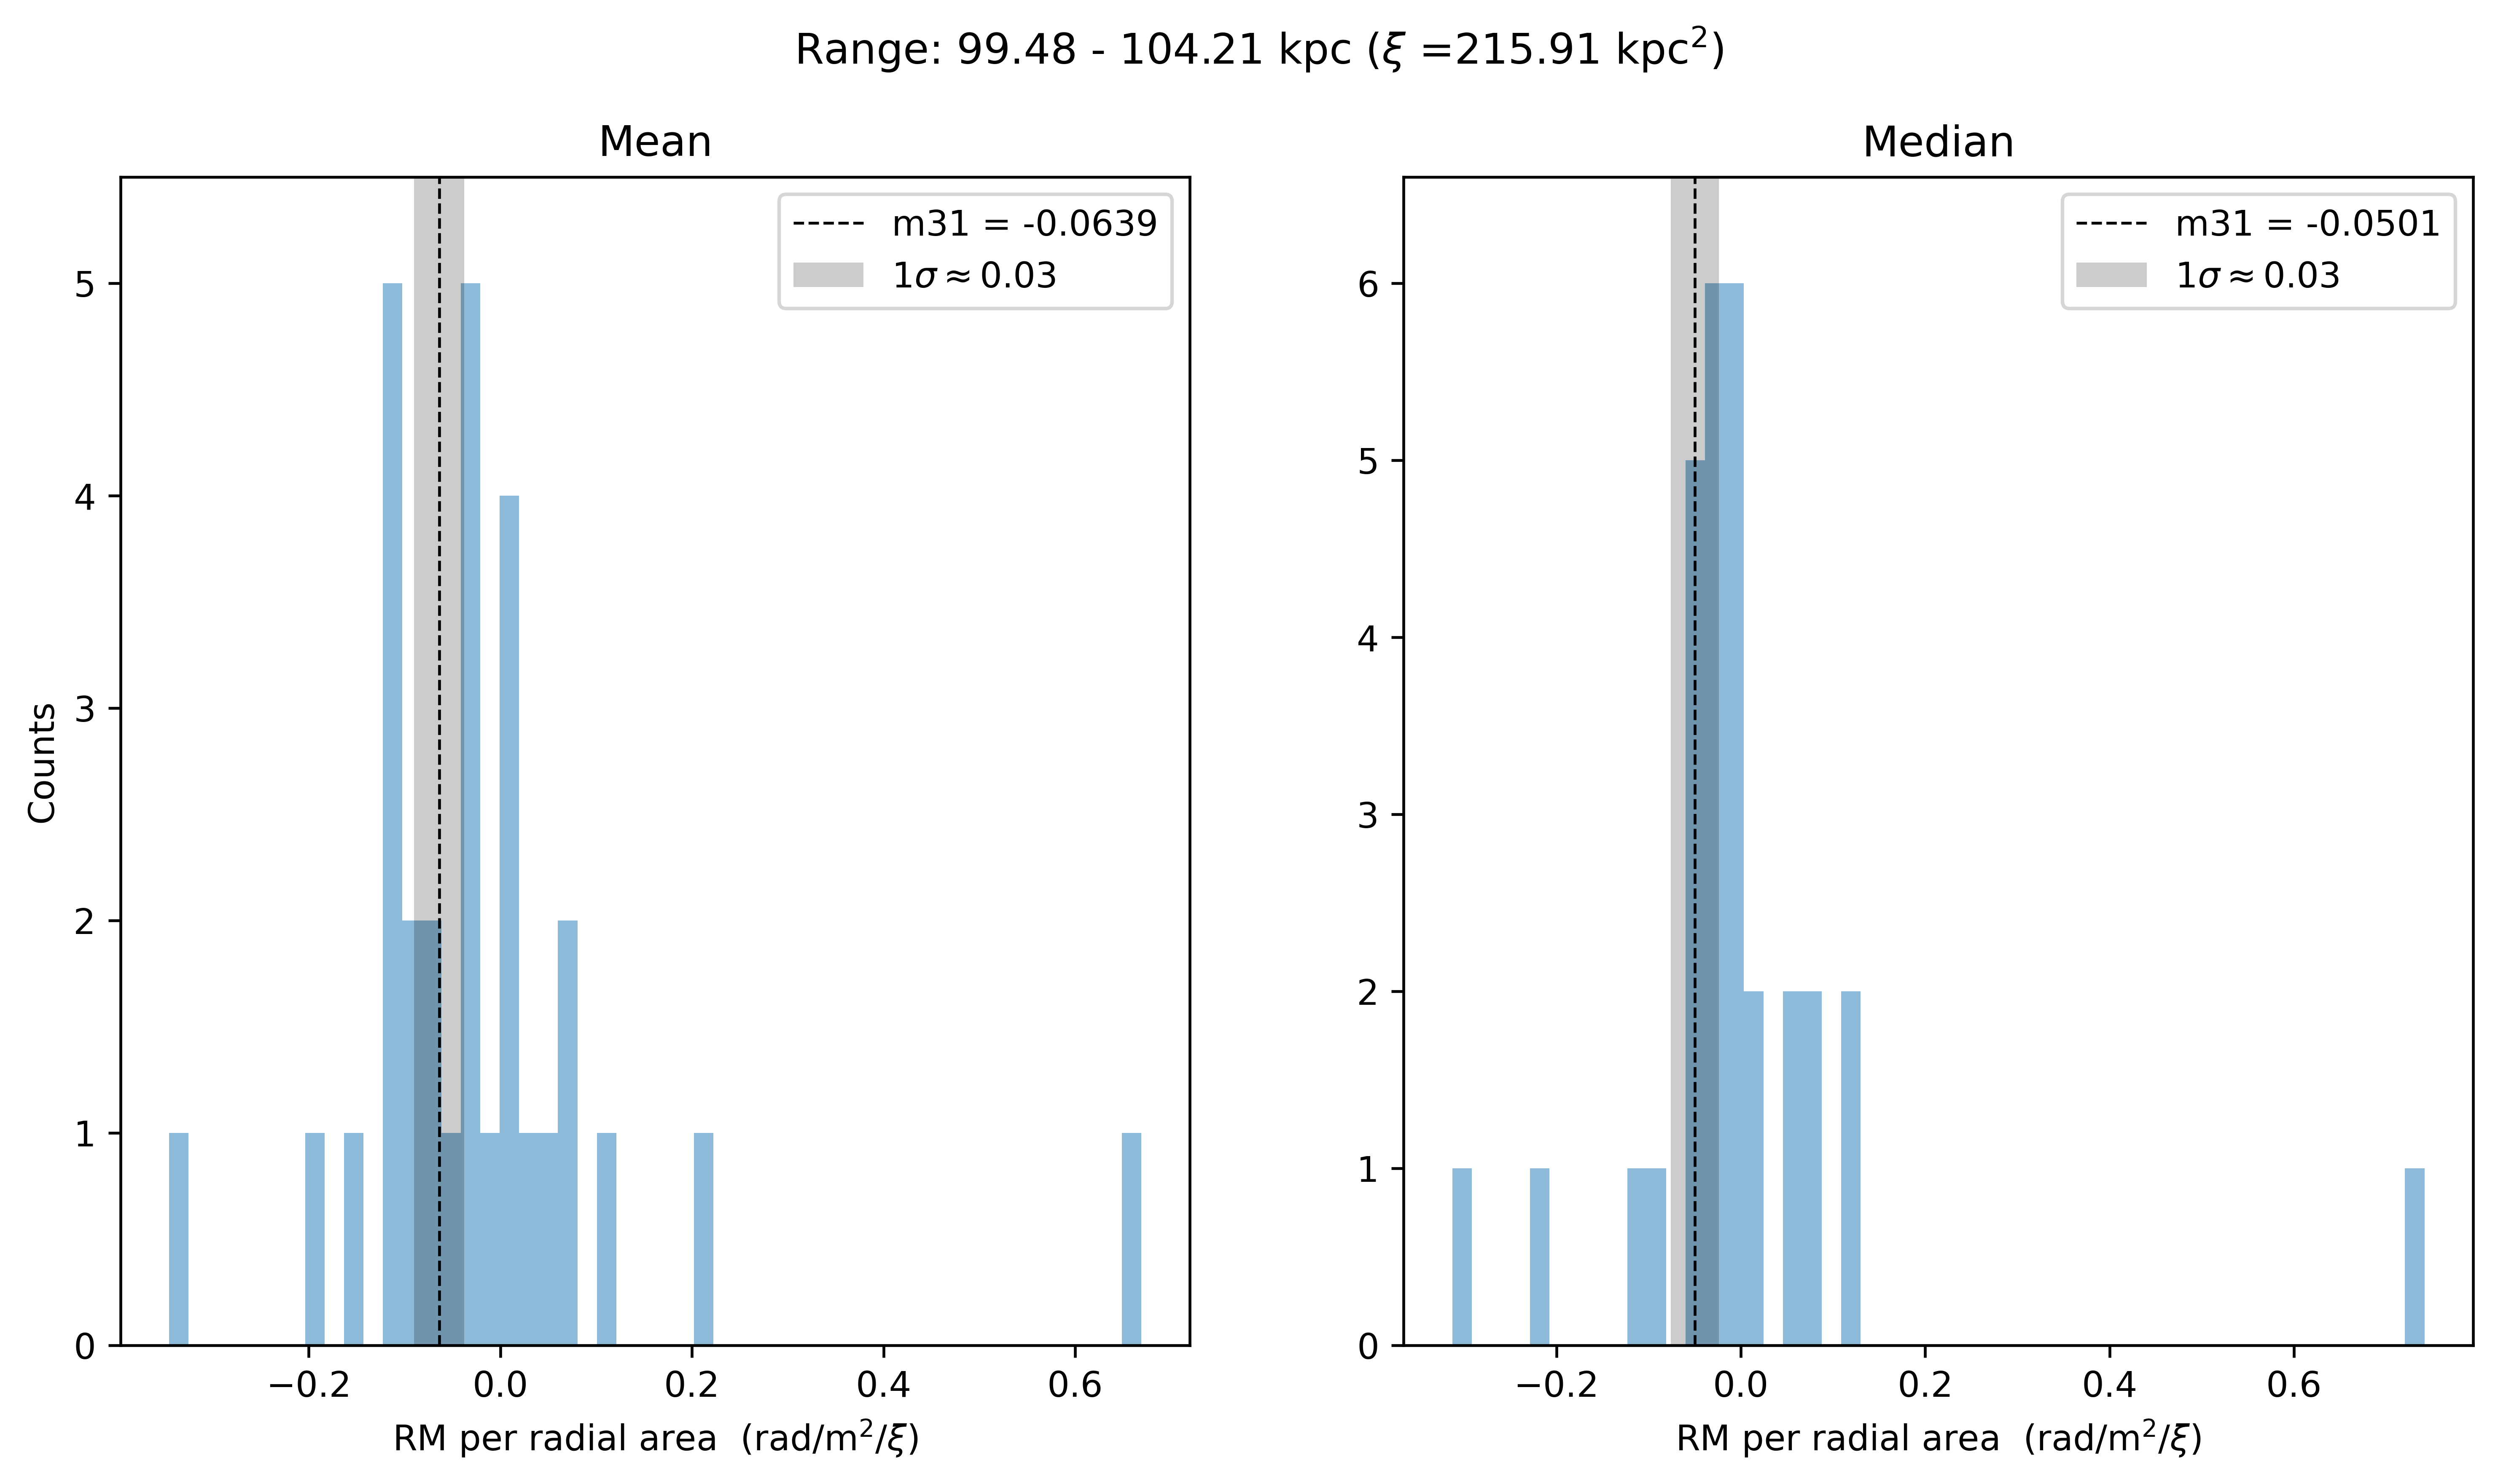 Range: 99.48 - 104.21 kpc (ξ =215.91 kpc²)
Mean
m31 = -0.0639
1σ ≈ 0.03
Counts
5
4
3
2
1
0
−0.2 0.0 0.2 0.4 0.6
RM per radial area (rad/m²/ξ)
Median
m31 = -0.0501
1σ ≈ 0.03
6
5
4
3
2
1
0
−0.2 0.0 0.2 0.4 0.6
RM per radial area (rad/m²/ξ)